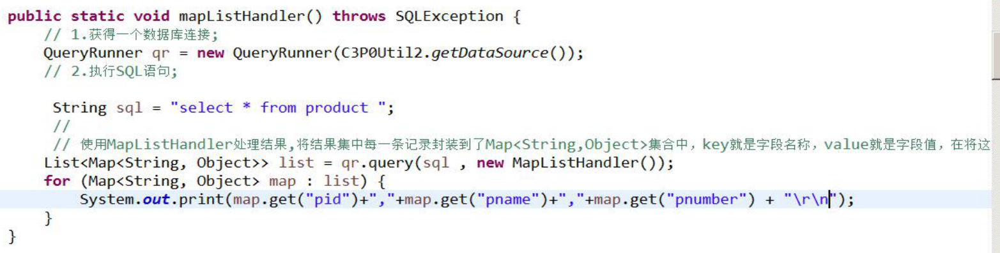 public static void mapListHandler() throws SQLException {
// 1.获得一个数据库连接;
QueryRunner qr = new QueryRunner(C3P0Util2.getDataSource());
// 2.执行SQL语句;
String sql = "select * from product ";
//
// 使用MapListHandler处理结果,将结果集中每一条记录封装到了Map<String,Object>集合中，key就是字段名称，value就是字段值，在将这
List<Map<String, Object>> list = qr.query(sql , new MapListHandler());
for (Map<String, Object> map : list) {
System.out.print(map.get("pid")+","+map.get("pname")+","+map.get("pnumber") + "\r\n");
}
}